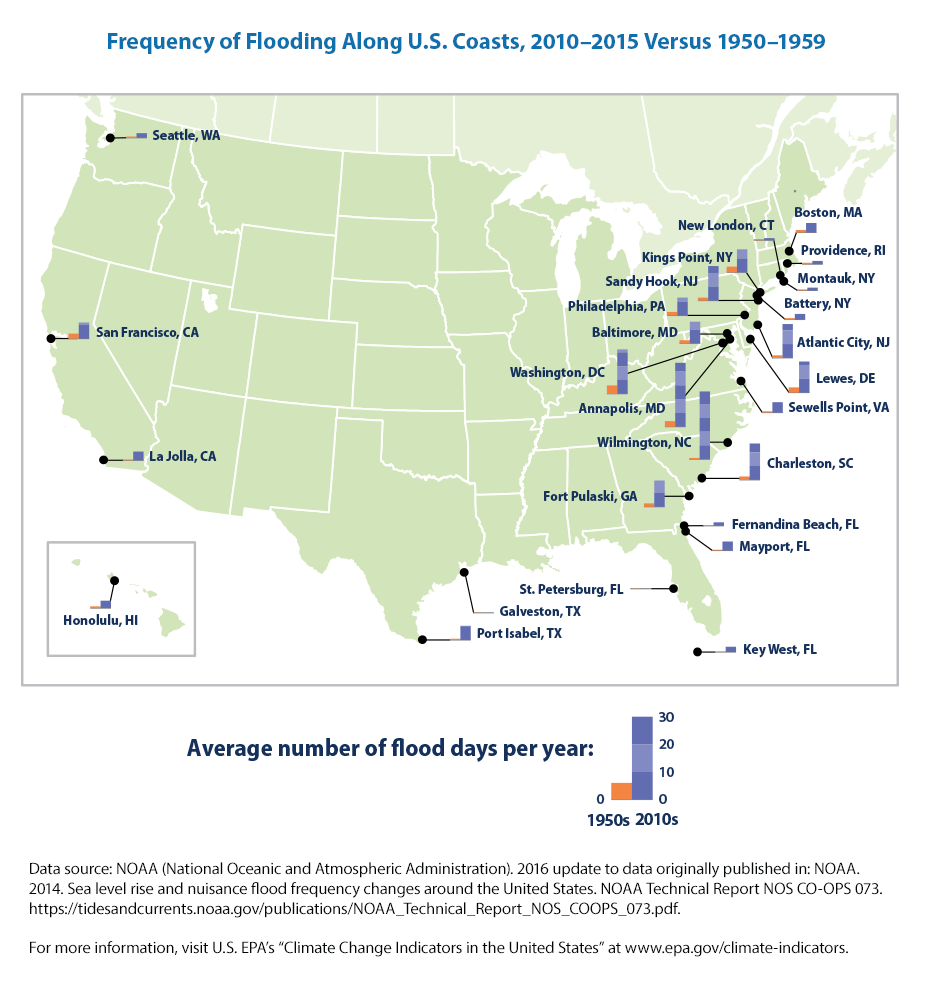 Frequency of Flooding Along U.S. Coasts, 2010–2015 Versus 1950–1959
Seattle, WA
Boston, MA
New London, CT
Providence, RI
Kings Point, NY
Montauk, NY
Sandy Hook, NJ
Battery, NY
Philadelphia, PA
San Francisco, CA
Baltimore, MD
Atlantic City, NJ
Washington, DC
Lewes, DE
Annapolis, MD
Sewells Point, VA
Wilmington, NC
La Jolla, CA
Charleston, SC
Fort Pulaski, GA
Fernandina Beach, FL
Mayport, FL
St. Petersburg, FL
Galveston, TX
Honolulu, HI
Port Isabel, TX
Key West, FL
Average number of flood days per year:
30
20
10
0
0
1950s 2010s
Data source: NOAA (National Oceanic and Atmospheric Administration). 2016 update to data originally published in: NOAA.
2014. Sea level rise and nuisance flood frequency changes around the United States. NOAA Technical Report NOS CO-OPS 073.
https://tidesandcurrents.noaa.gov/publications/NOAA_Technical_Report_NOS_COOPS_073.pdf.
For more information, visit U.S. EPA’s “Climate Change Indicators in the United States” at www.epa.gov/climate-indicators.